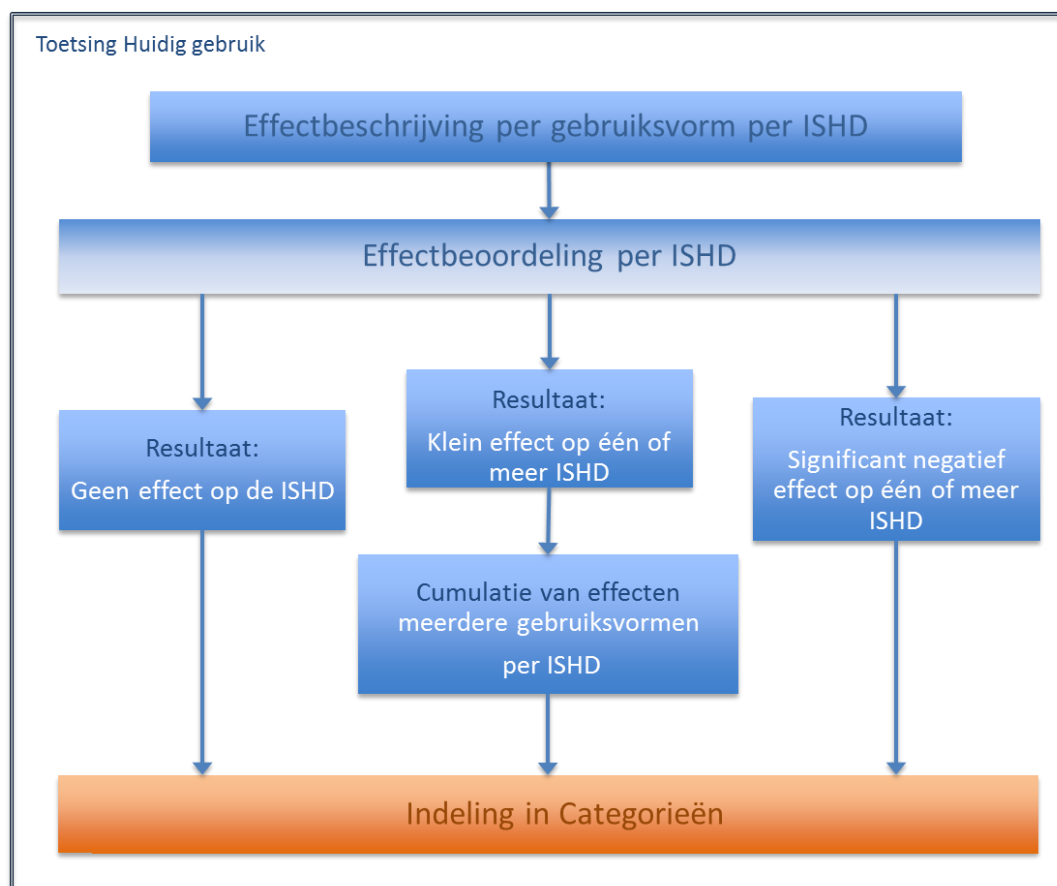 Toetsing Huidig gebruik
Effectbeschrijving per gebruiksvorm per ISHD
Effectbeoordeling per ISHD
Resultaat:
Geen effect op de ISHD
Resultaat:
Klein effect op één of
meer ISHD
Resultaat:
Significant negatief
effect op één of meer
ISHD
Cumulatie van effecten
meerdere gebruiksvormen
per ISHD
Indeling in Categorieën